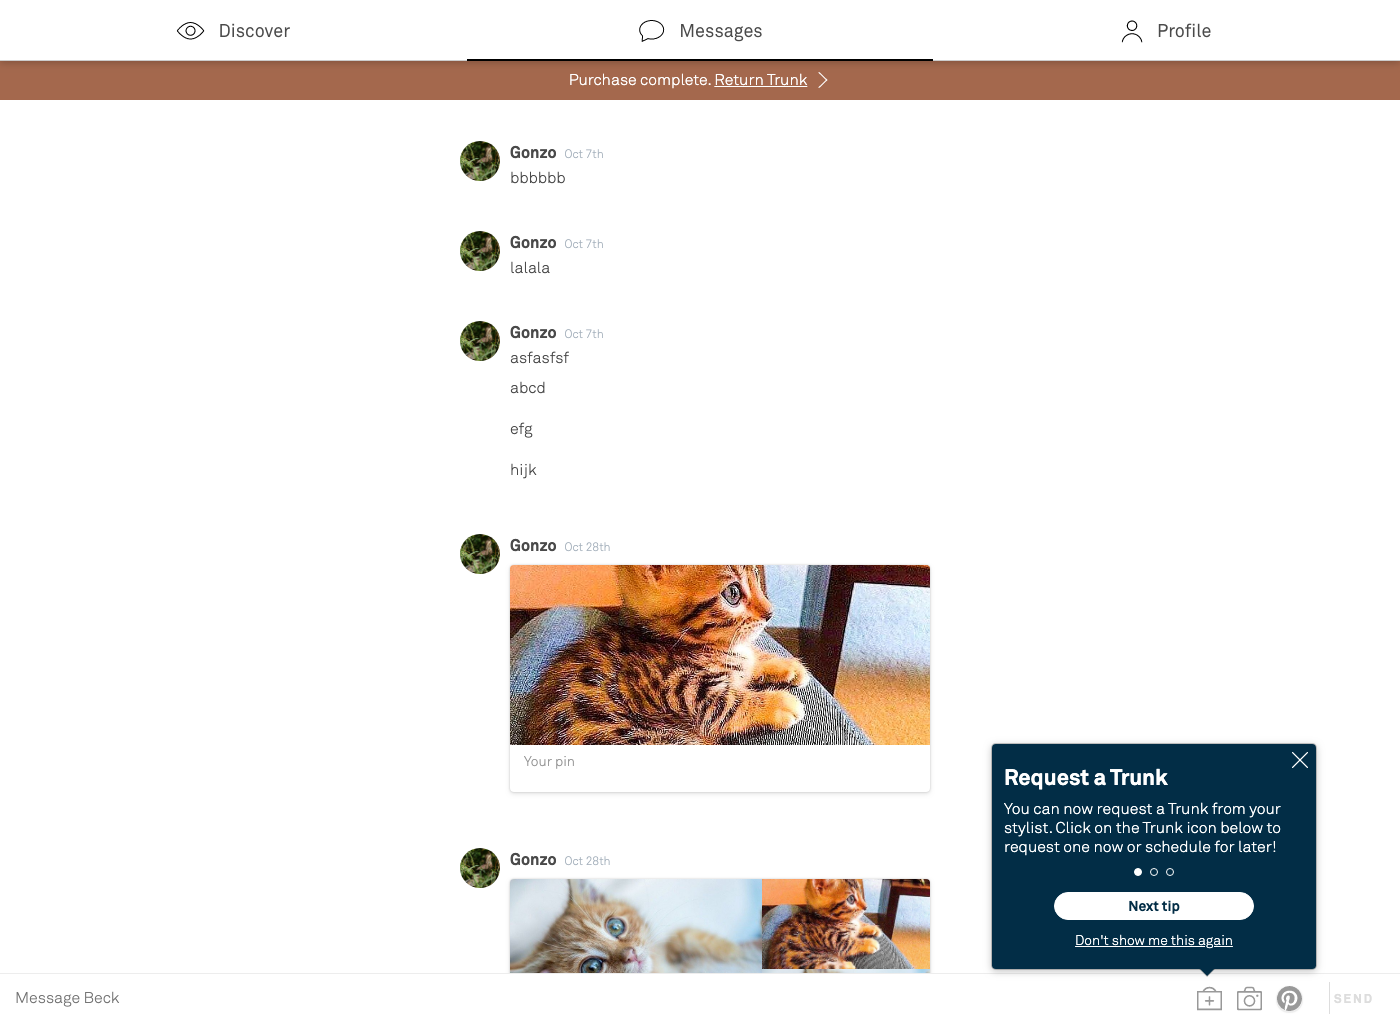 Discover
Messages
Profile
Purchase complete. Return Trunk
Gonzo Oct 7th
bbbbbb
Gonzo Oct 7th
lalala
Gonzo Oct 7th
asfasfsf
abcd
efg
hijk
Gonzo Oct 28th
Your pin
Gonzo Oct 28th
Request a Trunk
You can now request a Trunk from your
stylist. Click on the Trunk icon below to
request one now or schedule for later!
Next tip
Don't show me this again
Message Beck
SEND